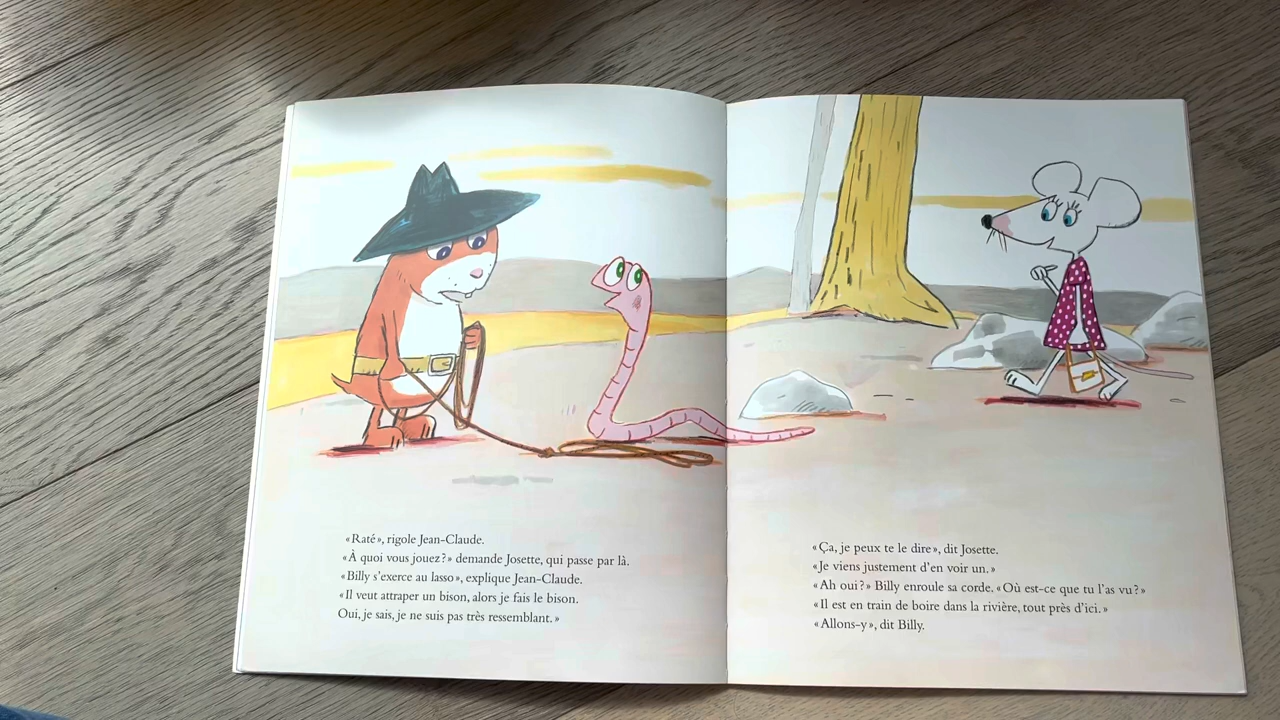 «Raté», rigole Jean-Claude.
«À quoi vous jouez?» demande Josette, qui passe par là.
«Billy s'exerce au lasso», explique Jean-Claude.
«Il veut attraper un bison, alors je fais le bison.
Oui, je sais, je ne suis pas très ressemblant.»
«Ça, je peux te le dire», dit Josette.
«Je viens justement d'en voir un.»
«Ah oui?» Billy enroule sa corde. «Où est-ce que tu l'as vu?»
«Il est en train de boire dans la rivière, tout près d'ici.»
«Allons-y», dit Billy.